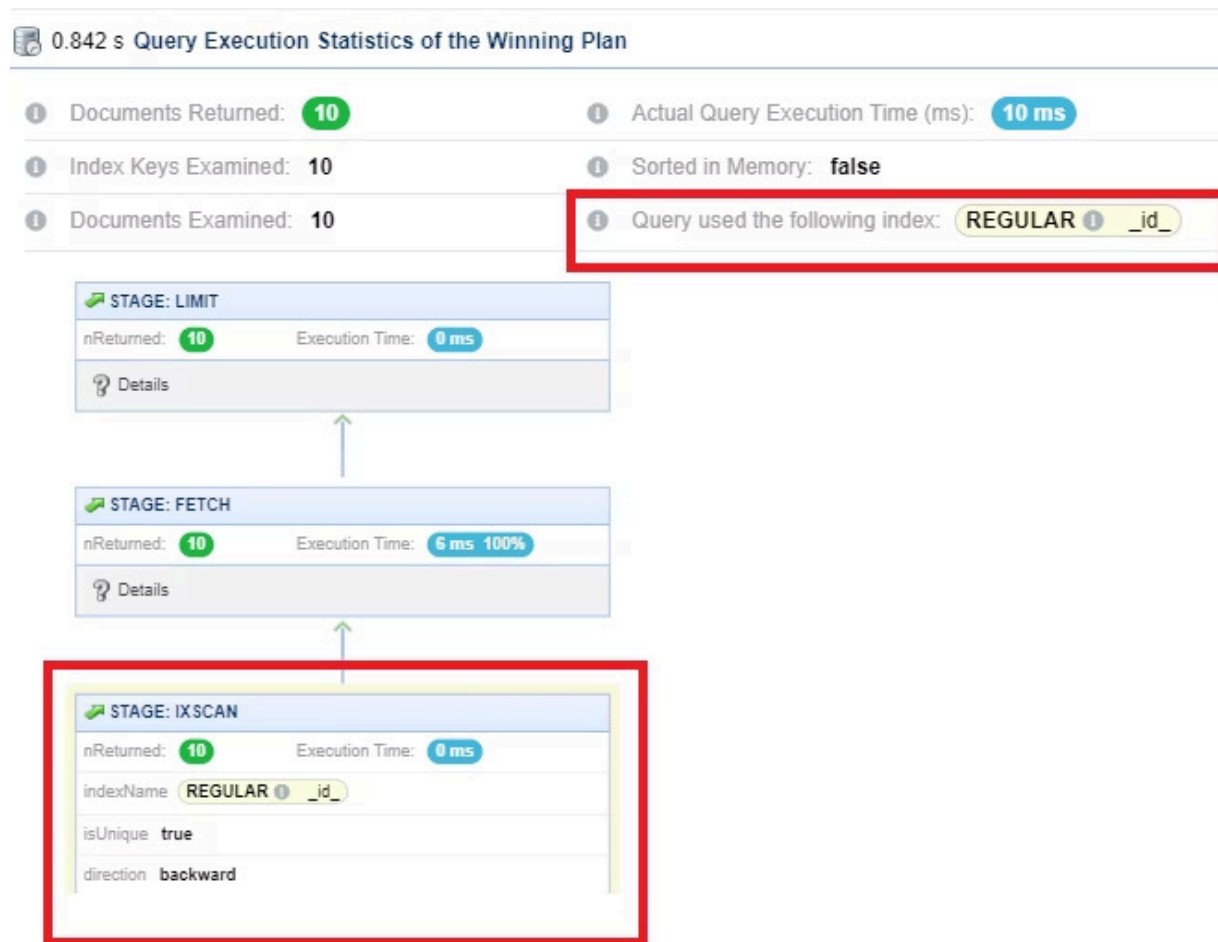 0.842 s Query Execution Statistics of the Winning Plan
Documents Returned: 10 Actual Query Execution Time (ms): 10 ms
Index Keys Examined: 10 Sorted in Memory: false
Documents Examined: 10 Query used the following index: REGULAR _id_
STAGE: LIMIT
nReturned: 10 Execution Time: 0 ms
Details
STAGE: FETCH
nReturned: 10 Execution Time: 6 ms 100%
Details
STAGE: IXSCAN
nReturned: 10 Execution Time: 0 ms
indexName REGULAR _id_
isUnique true
direction backward